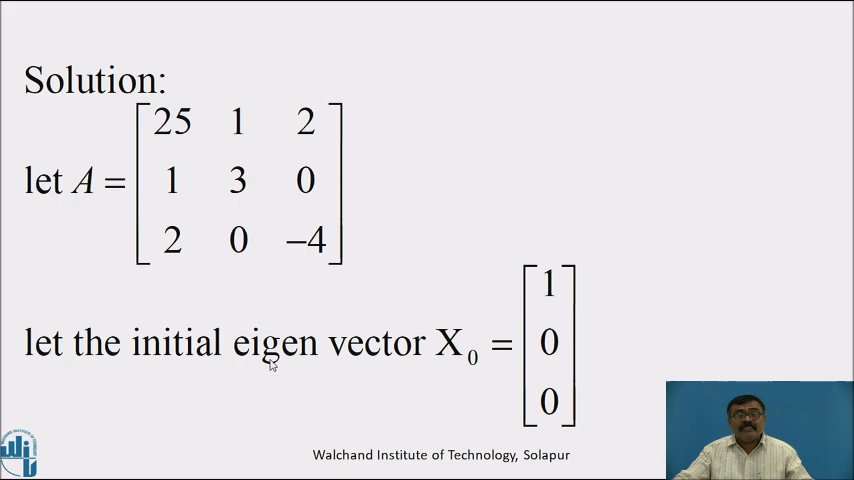 Solution:
let A = [25 1 2
1 3 0
2 0 −4]
let the initial eigen vector X₀ = [1
0
0]
Walchand Institute of Technology, Solapur